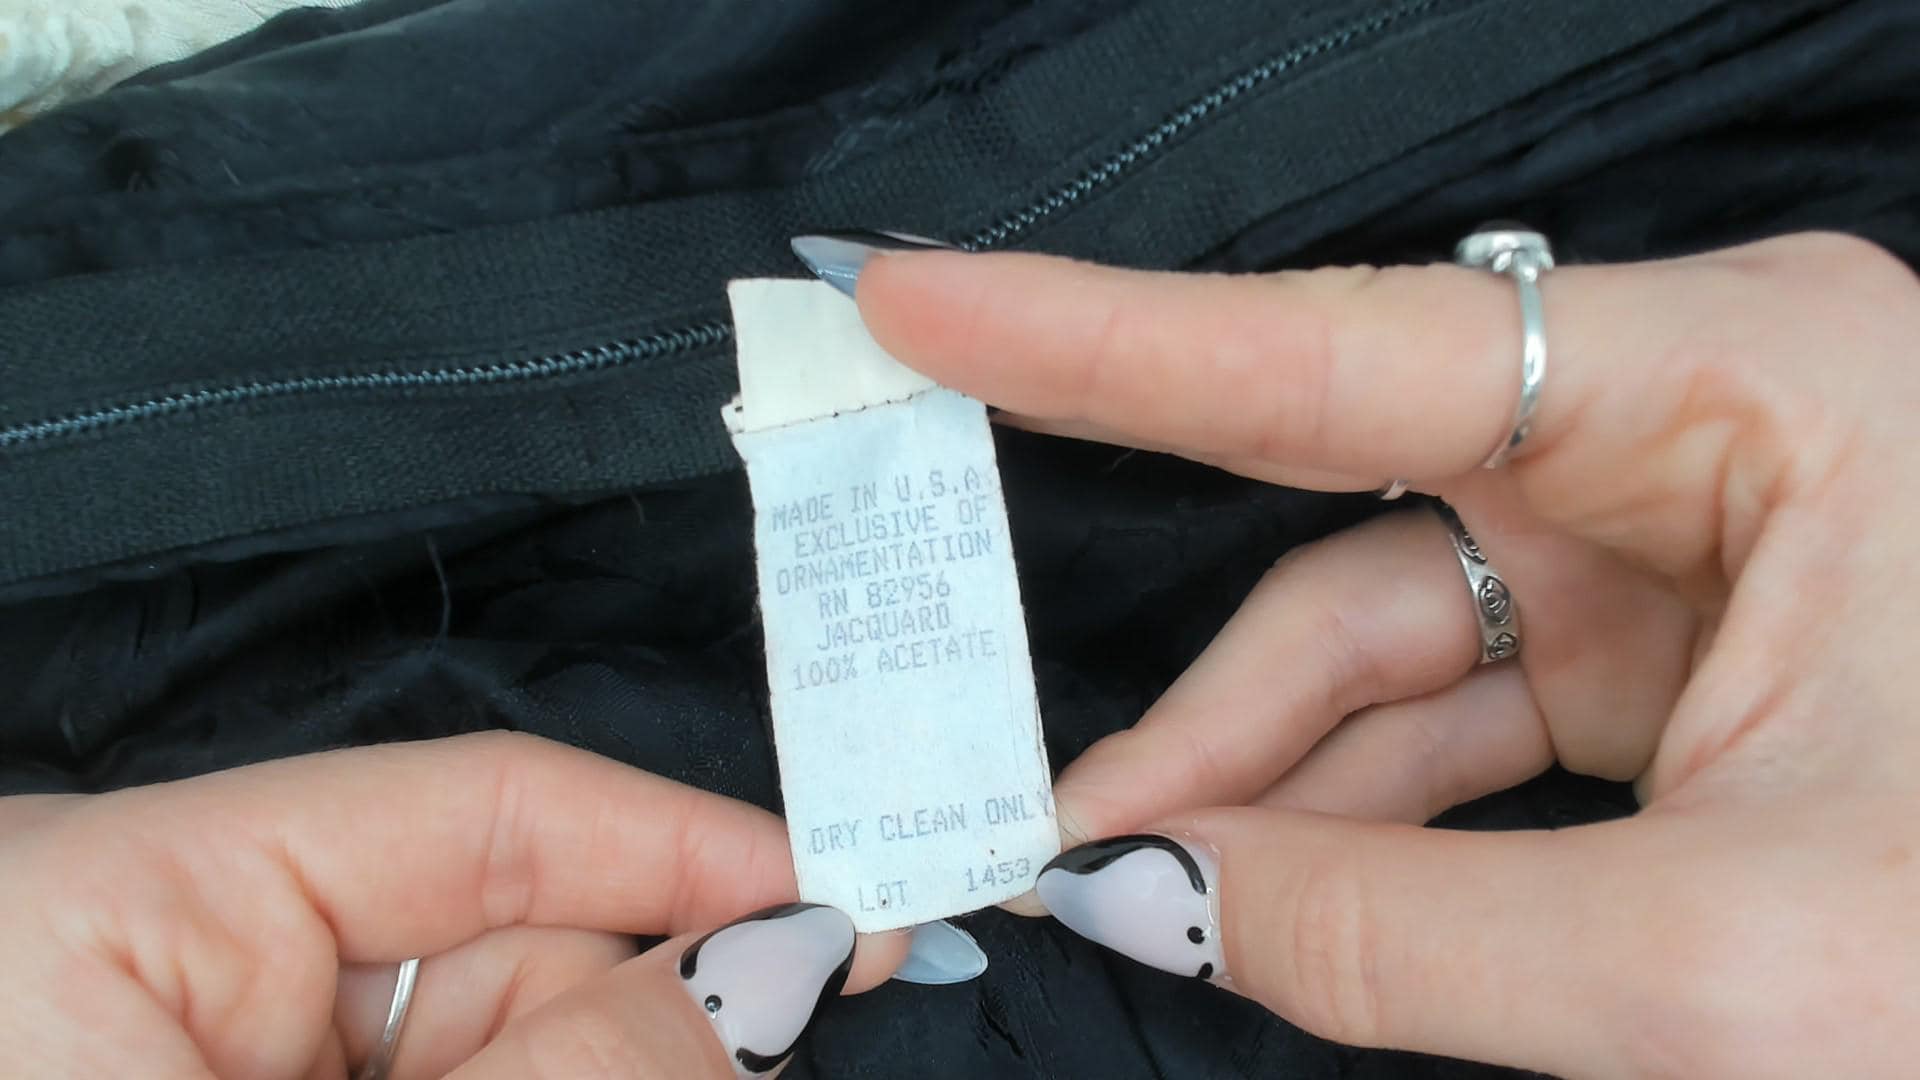 MADE IN U.S.A
EXCLUSIVE OF
ORNAMENTATION
RN 82956
JACQUARD
100% ACETATE
DRY CLEAN ONLY
LOT 1453